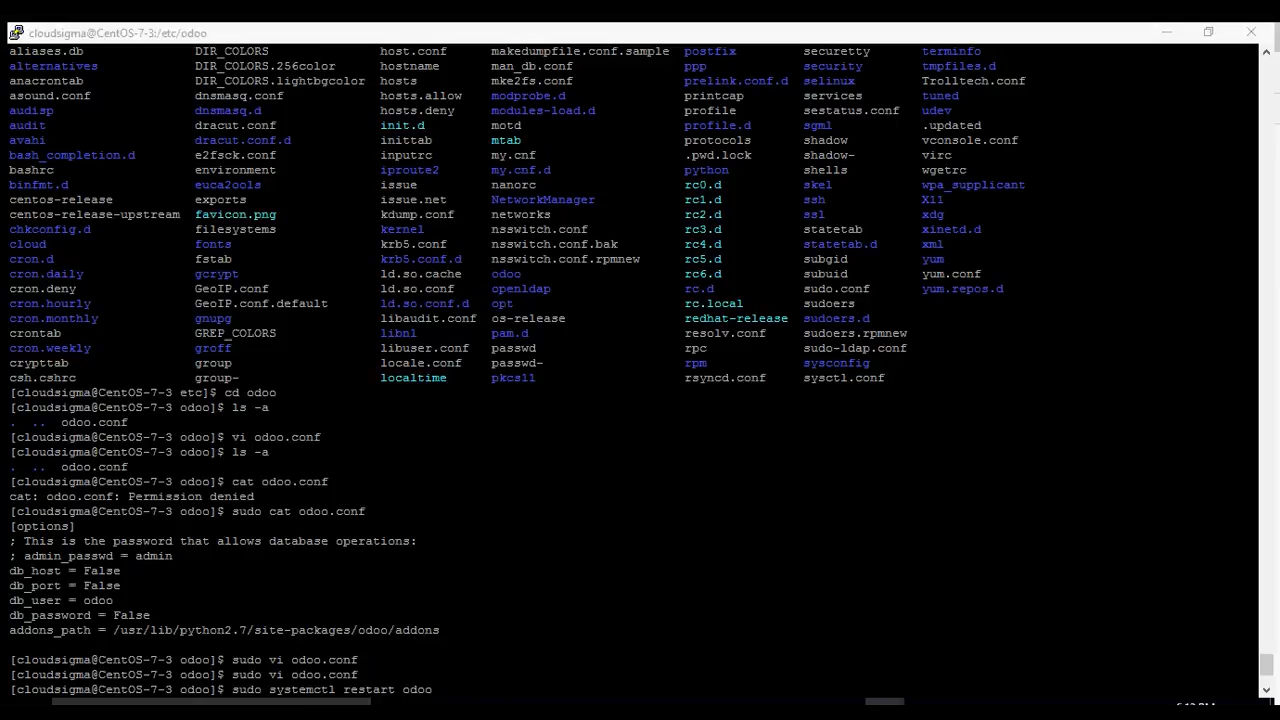 cloudsigma@CentOS-7-3:/etc/odoo
aliases.db DIR_COLORS host.conf makedumpfile.conf.sample postfix securetty terminfo
alternatives DIR_COLORS.256color hostname man_db.conf ppp security tmpfiles.d
anacrontab DIR_COLORS.lightbgcolor hosts mke2fs.conf prelink.conf.d selinux Trolltech.conf
asound.conf dnsmasq.conf hosts.allow modprobe.d printcap services tuned
audisp dnsmasq.d hosts.deny modules-load.d profile sestatus.conf udev
audit dracut.conf init.d motd profile.d sgml .updated
avahi dracut.conf.d inittab mtab protocols shadow vconsole.conf
bash_completion.d e2fsck.conf inputrc my.cnf .pwd.lock shadow- virc
bashrc environment iproute2 my.cnf.d python shells wgetrc
binfmt.d euca2ools issue nanorc rc0.d skel wpa_supplicant
centos-release exports issue.net NetworkManager rc1.d ssh X11
centos-release-upstream favicon.png kdump.conf networks rc2.d ssl xdg
chkconfig.d filesystems kernel nsswitch.conf rc3.d statetab xinetd.d
cloud fonts krb5.conf nsswitch.conf.bak rc4.d statetab.d xml
cron.d fstab krb5.conf.d nsswitch.conf.rpmnew rc5.d subgid yum
cron.daily gcrypt ld.so.cache odoo rc6.d subuid yum.conf
cron.deny GeoIP.conf ld.so.conf openldap rc.d sudo.conf yum.repos.d
cron.hourly GeoIP.conf.default ld.so.conf.d opt rc.local sudoers
cron.monthly gnupg libaudit.conf os-release redhat-release sudoers.d
crontab GREP_COLORS libnl pam.d resolv.conf sudoers.rpmnew
cron.weekly groff libuser.conf passwd rpc sudo-ldap.conf
crypttab group locale.conf passwd- rpm sysconfig
csh.cshrc group- localtime pkcs11 rsyncd.conf sysctl.conf
[cloudsigma@CentOS-7-3 etc]$ cd odoo
[cloudsigma@CentOS-7-3 odoo]$ ls -a
. .. odoo.conf
[cloudsigma@CentOS-7-3 odoo]$ vi odoo.conf
[cloudsigma@CentOS-7-3 odoo]$ ls -a
. .. odoo.conf
[cloudsigma@CentOS-7-3 odoo]$ cat odoo.conf
cat: odoo.conf: Permission denied
[cloudsigma@CentOS-7-3 odoo]$ sudo cat odoo.conf
[options]
; This is the password that allows database operations:
; admin_passwd = admin
db_host = False
db_port = False
db_user = odoo
db_password = False
addons_path = /usr/lib/python2.7/site-packages/odoo/addons
[cloudsigma@CentOS-7-3 odoo]$ sudo vi odoo.conf
[cloudsigma@CentOS-7-3 odoo]$ sudo vi odoo.conf
[cloudsigma@CentOS-7-3 odoo]$ sudo systemctl restart odoo